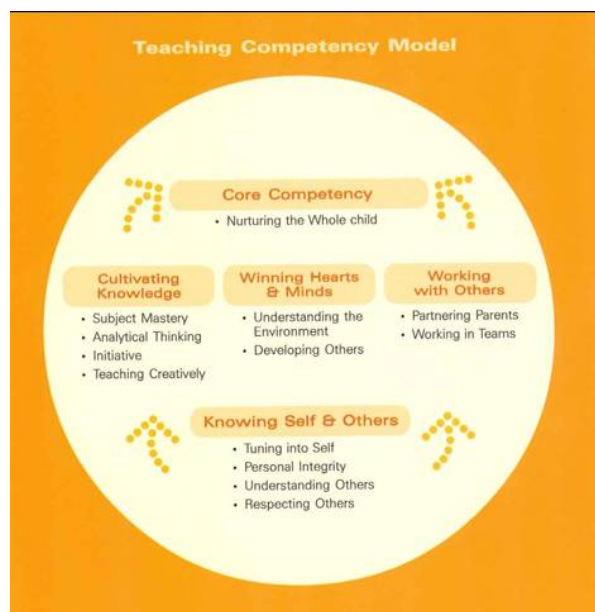 Teaching Competency Model
Core Competency
• Nurturing the Whole child
Cultivating
Knowledge
• Subject Mastery
• Analytical Thinking
• Initiative
• Teaching Creatively
Winning Hearts
& Minds
• Understanding the
Environment
• Developing Others
Working
with Others
• Partnering Parents
• Working in Teams
Knowing Self & Others
• Tuning into Self
• Personal Integrity
• Understanding Others
• Respecting Others